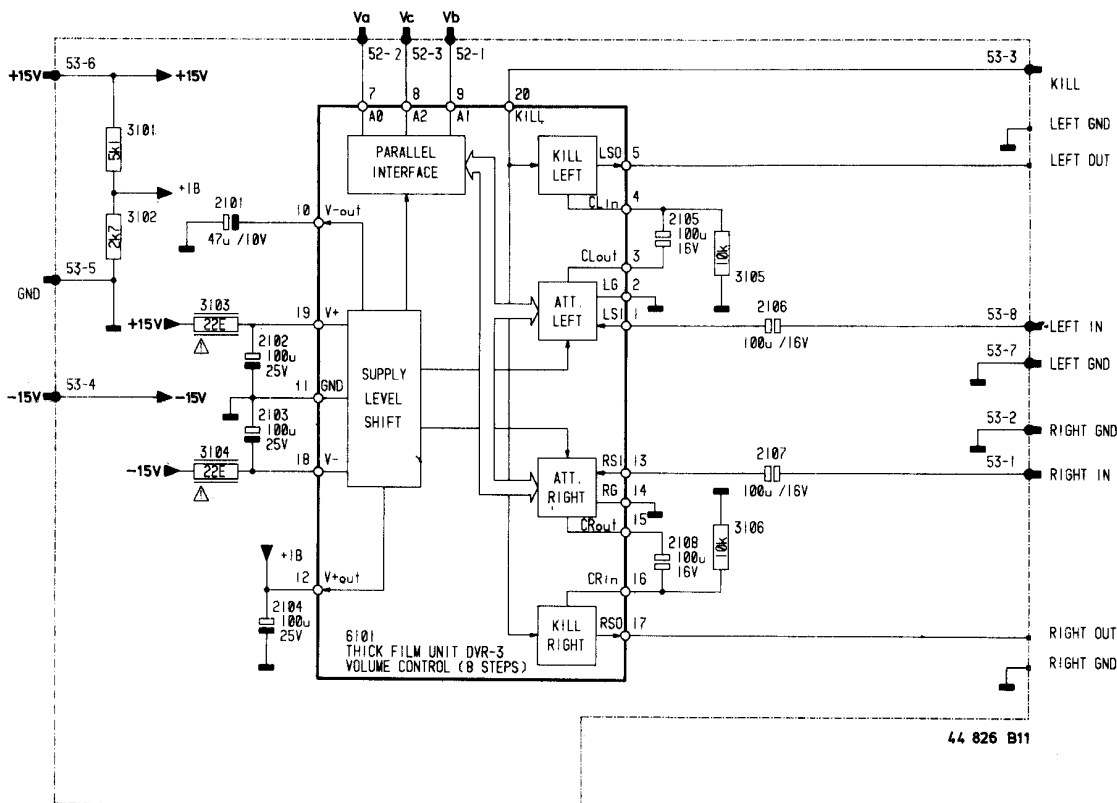 Va Vc Vb
52-2 52-3 52-1
53-6
+15V
+15V
53-3
KILL
7 8 9 20
A0 A2 A1 KILL
3101
5k1
PARALLEL
INTERFACE
KILL
LEFT
LSO 5
LEFT GND
LEFT OUT
+1B
3102
2k7
2101
47u /10V
10 V-out
CLin 4
2105
100u
16V
10k
3105
CLout 3
53-5
GND
LG 2
ATT.
LEFT
LSI 1
2106
100u /16V
53-8
LEFT IN
+15V
3103
22E
19 V+
2102
100u
25V
53-7
LEFT GND
-15V
53-4
-15V
11 GND
SUPPLY
LEVEL
SHIFT
2103
100u
25V
53-2
RIGHT GND
-15V
3104
22E
18 V-
ATT.
RIGHT
RSI 13
2107
100u /16V
53-1
RIGHT IN
RG 14
CRout 15
2108
100u
16V
10k
3106
+1B
12 V+out
CRin 16
2104
100u
25V
KILL
RIGHT
RSO 17
RIGHT OUT
6101
THICK FILM UNIT DVR-3
VOLUME CONTROL (8 STEPS)
RIGHT GND
44 826 B11